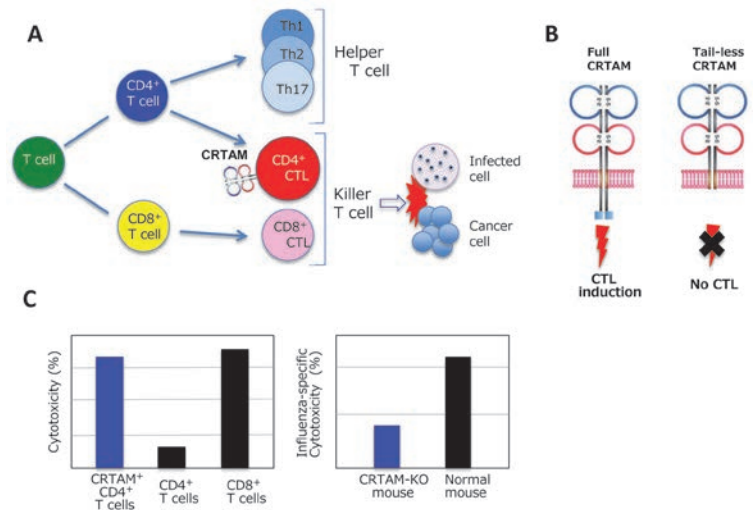 A
T cell
CD4+
T cell
CD8+
T cell
Th1
Th2
Th17
Helper
T cell
CRTAM
CD4+
CTL
CD8+
CTL
Killer
T cell
Infected
cell
Cancer
cell
B
Full
CRTAM
Tail-less
CRTAM
CTL
induction
No CTL
C
Cytotoxicity (%)
CRTAM+
CD4+
T cells
CD4+
T cells
CD8+
T cells
Influenza-specific
Cytotoxicity (%)
CRTAM-KO
mouse
Normal
mouse